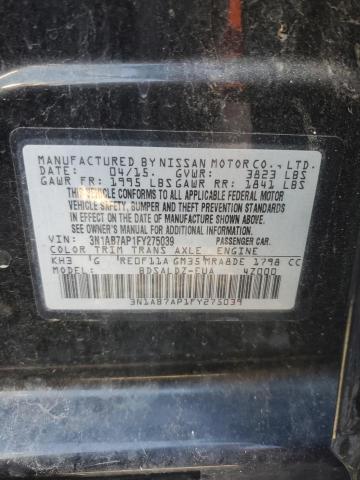 MANUFACTURED BY NISSAN MOTOR CO., LTD.
DATE: 04/15. GVWR: 3823 LBS
GAWR FR: 1995 LBS GAWR RR: 1841 LBS
THIS VEHICLE CONFORMS TO ALL APPLICABLE FEDERAL MOTOR
VEHICLE SAFETY, BUMPER AND THEFT PREVENTION STANDARDS
IN EFFECT ON THE DATE OF MANUFACTURE SHOWN ABOVE.
SEE OWNER'S MANUAL FOR ADDITIONAL INFORMATION
VIN: 3N1AB7AP1FY275039 PASSENGER CAR.
COLOR TRIM TRANS AXLE ENGINE
KH3 G RE0F11A GM35 MRA8DE 1798 CC
MODEL: BDSALDZ-EUA 4Z000
3N1AB7AP1FY275039